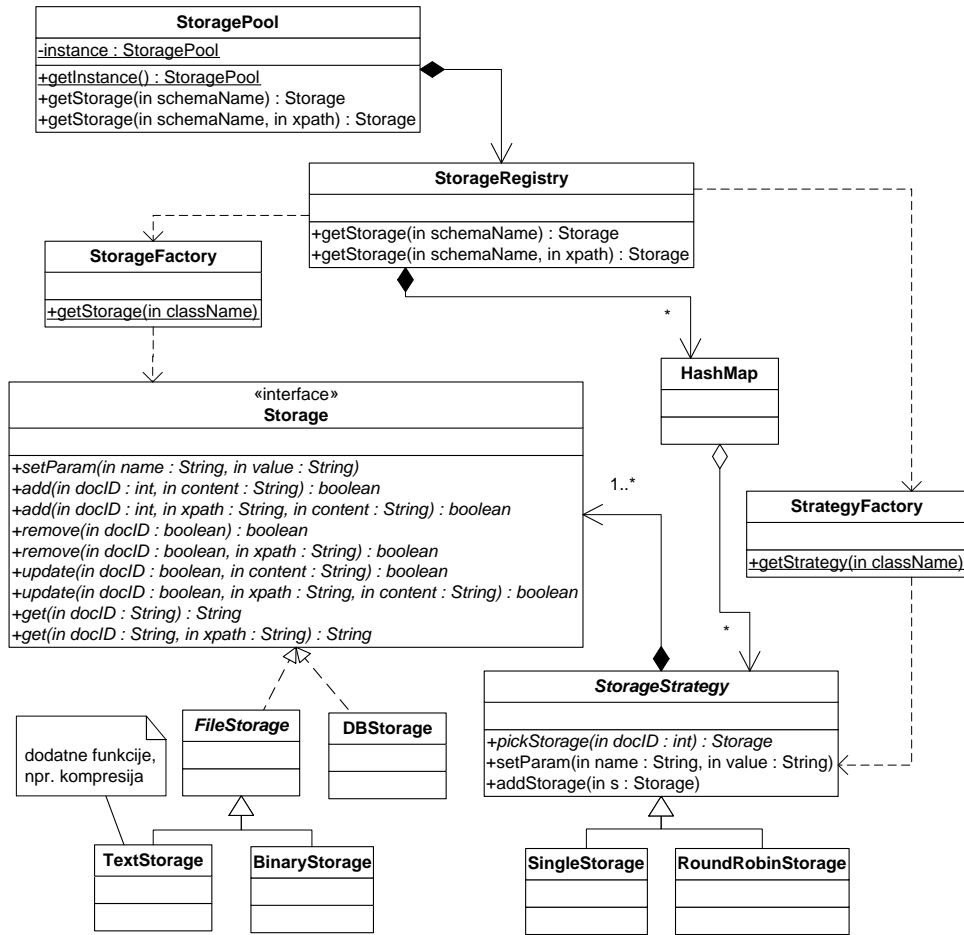 StoragePool
-instance : StoragePool
+getInstance() : StoragePool
+getStorage(in schemaName) : Storage
+getStorage(in schemaName, in xpath) : Storage
StorageRegistry
+getStorage(in schemaName) : Storage
+getStorage(in schemaName, in xpath) : Storage
StorageFactory
+getStorage(in className)
*
HashMap
«interface»
Storage
+setParam(in name : String, in value : String)
+add(in docID : int, in content : String) : boolean
+add(in docID : int, in xpath : String, in content : String) : boolean
+remove(in docID : boolean) : boolean
+remove(in docID : boolean, in xpath : String) : boolean
+update(in docID : boolean, in content : String) : boolean
+update(in docID : boolean, in xpath : String, in content : String) : boolean
+get(in docID : String) : String
+get(in docID : String, in xpath : String) : String
1..*
StrategyFactory
+getStrategy(in className)
*
StorageStrategy
+pickStorage(in docID : int) : Storage
+setParam(in name : String, in value : String)
+addStorage(in s : Storage)
FileStorage
DBStorage
dodatne funkcije,
npr. kompresija
TextStorage
BinaryStorage
SingleStorage
RoundRobinStorage